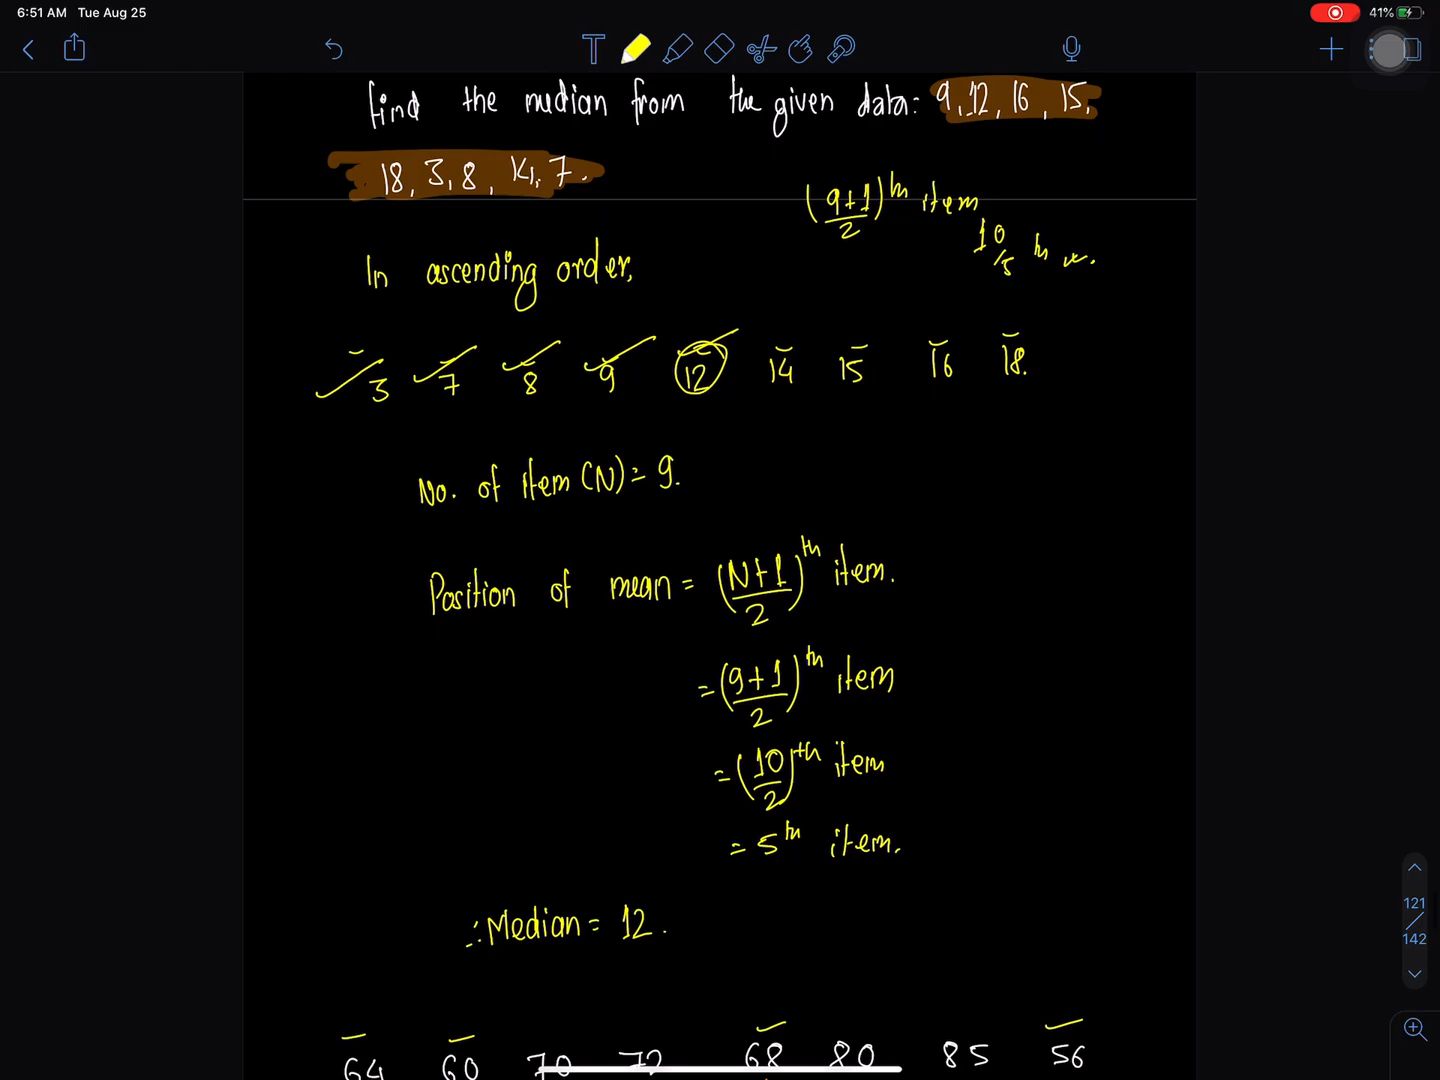 6:51 AM Tue Aug 25
41%
find the median from the given data: 9, 12, 16, 15,
18, 3, 8, 14, 7.
(9+1/2)th item
10/5 th
In ascending order,
3 7 8 9 12 14 15 16 18.
No. of item (N) = 9.
Position of mean = (N+1/2)th item.
= (9+1/2)th item
= (10/2)th item
= 5th item.
∴ Median = 12.
121
142
64 60 70 72 68 80 85 56